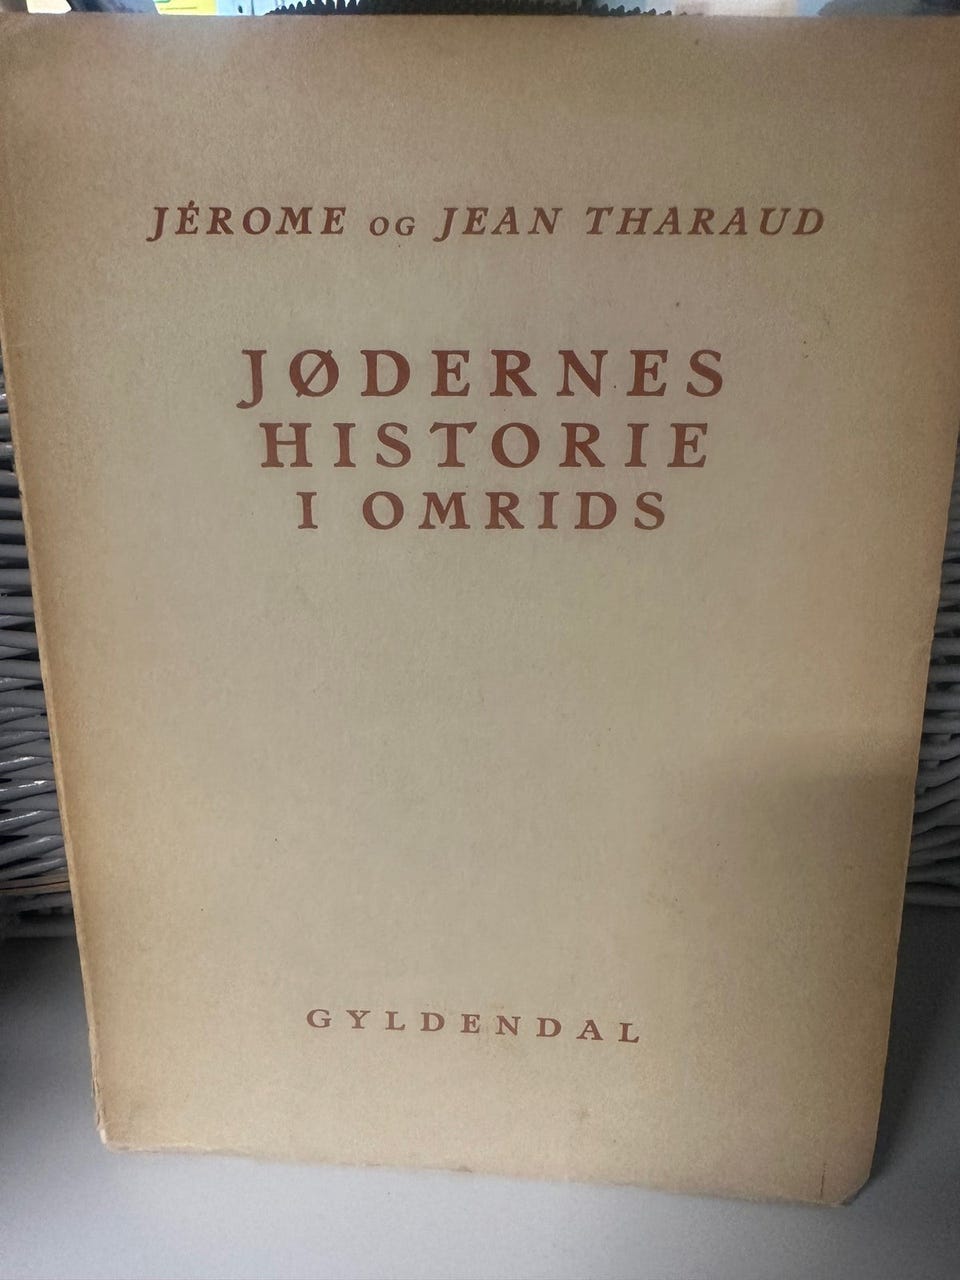 JÉROME OG JEAN THARAUD
JØDERNES
HISTORIE
I OMRIDS
GYLDENDAL